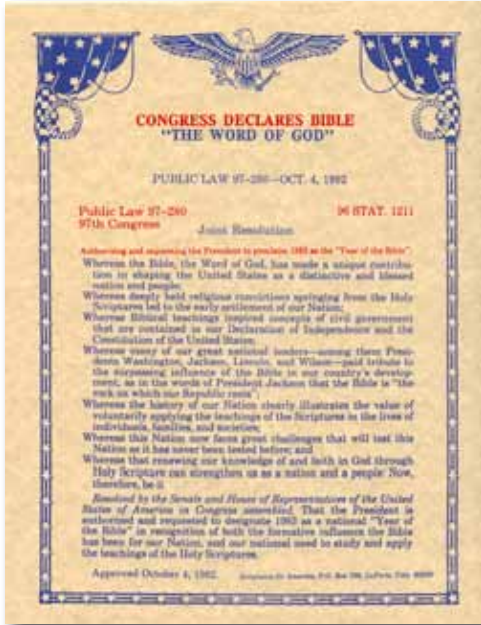 CONGRESS DECLARES BIBLE
"THE WORD OF GOD"
PUBLIC LAW 97-280—OCT. 4, 1982
Public Law 97-280 96 STAT. 1211
97th Congress
Joint Resolution
Authorizing and requesting the President to proclaim 1983 as the "Year of the Bible".
Whereas the Bible, the Word of God, has made a unique contribu-
tion in shaping the United States as a distinctive and blessed
nation and people;
Whereas deeply held religious convictions springing from the Holy
Scriptures led to the early settlement of our Nation;
Whereas Biblical teachings inspired concepts of civil government
that are contained in our Declaration of Independence and the
Constitution of the United States;
Whereas many of our great national leaders—among them Presi-
dents Washington, Jackson, Lincoln, and Wilson—paid tribute to
the surpassing influence of the Bible in our country's develop-
ment, as in the words of President Jackson that the Bible is "the
rock on which our Republic rests";
Whereas the history of our Nation clearly illustrates the value of
voluntarily applying the teachings of the Scriptures in the lives of
individuals, families, and societies;
Whereas this Nation now faces great challenges that will test this
Nation as it has never been tested before; and
Whereas that renewing our knowledge of and faith in God through
Holy Scripture can strengthen us as a nation and a people: Now,
therefore, be it
Resolved by the Senate and House of Representatives of the United
States of America in Congress assembled, That the President is
authorized and requested to designate 1983 as a national "Year of
the Bible" in recognition of both the formative influence the Bible
has been for our Nation, and our national need to study and apply
the teachings of the Holy Scriptures.
Approved October 4, 1982. Scriptures for America, P.O. Box